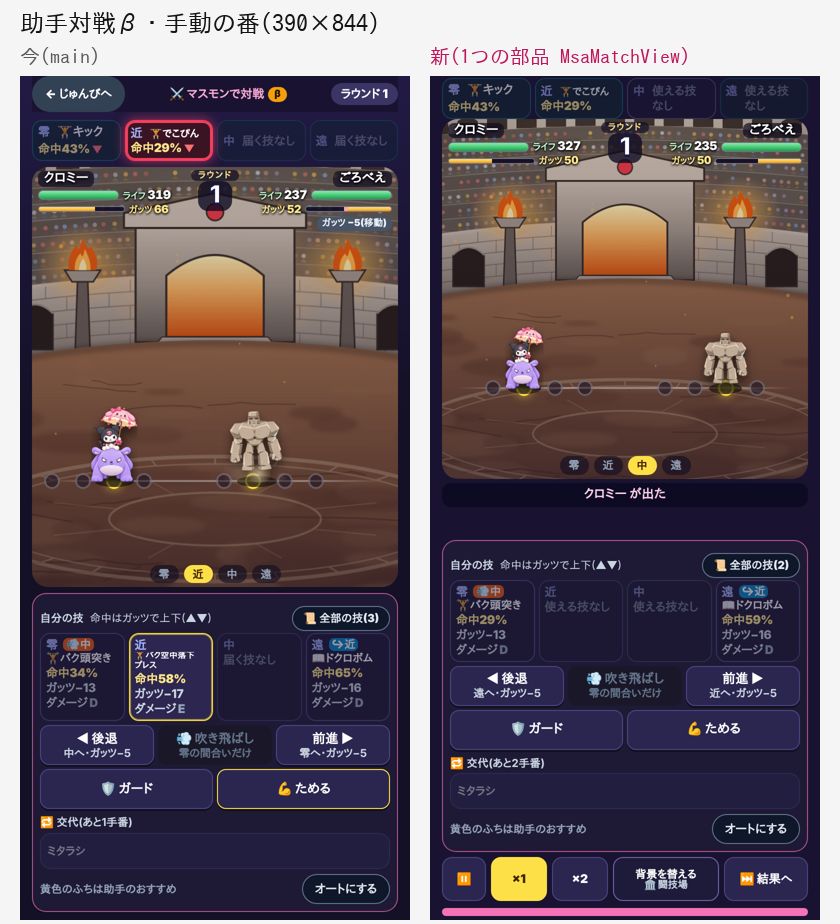 助手対戦β・手動の番(390×844)
今(main)
← じゅんびへ
⚔️ マスモンで対戦 β
ラウンド 1
零 🏋 キック
命中43% ▼
近 🏋 でこぴん
命中29% ▼
中 届く技なし
遠 届く技なし
クロミー
ラウンド
1
ごろべえ
ライフ 319
ライフ 237
ガッツ 66
ガッツ 52
ガッツ −5(移動)
零 近 中 遠
自分の技 命中はガッツで上下(▲▼)
📜 全部の技(3)
零 💨中
🏋バク頭突き
命中34%
ガッツ−13
ダメージ D
近
🏋バク空中落下プレス
命中58%
ガッツ−17
ダメージ E
中
届く技なし
遠 ↪近
📖ドクロボム
命中65%
ガッツ−16
ダメージ D
◀ 後退
中へ・ガッツ−5
💨 吹き飛ばし
零の間合いだけ
前進 ▶
零へ・ガッツ−5
🛡️ ガード
💪 ためる
🔁 交代(あと1手番)
ミタラシ
黄色のふちは助手のおすすめ
オートにする
新(1つの部品 MsaMatchView)
零 🏋 キック
命中43%
近 🏋 でこぴん
命中29%
中 使える技なし
遠 使える技なし
クロミー
ラウンド
1
ごろべえ
ライフ 327
ライフ 235
ガッツ 50
ガッツ 50
零 近 中 遠
クロミー が出た
自分の技 命中はガッツで上下(▲▼)
📜 全部の技(2)
零 💨中
🏋バク頭突き
命中29%
ガッツ−13
ダメージ D
近
使える技なし
中
使える技なし
遠 ↪近
📖ドクロボム
命中59%
ガッツ−16
ダメージ D
◀ 後退
遠へ・ガッツ−5
💨 吹き飛ばし
零の間合いだけ
前進 ▶
近へ・ガッツ−5
🛡️ ガード
💪 ためる
🔁 交代(あと2手番)
ミタラシ
黄色のふちは助手のおすすめ
オートにする
⏸
×1
×2
背景を替える
🏛️ 闘技場
⏭ 結果へ